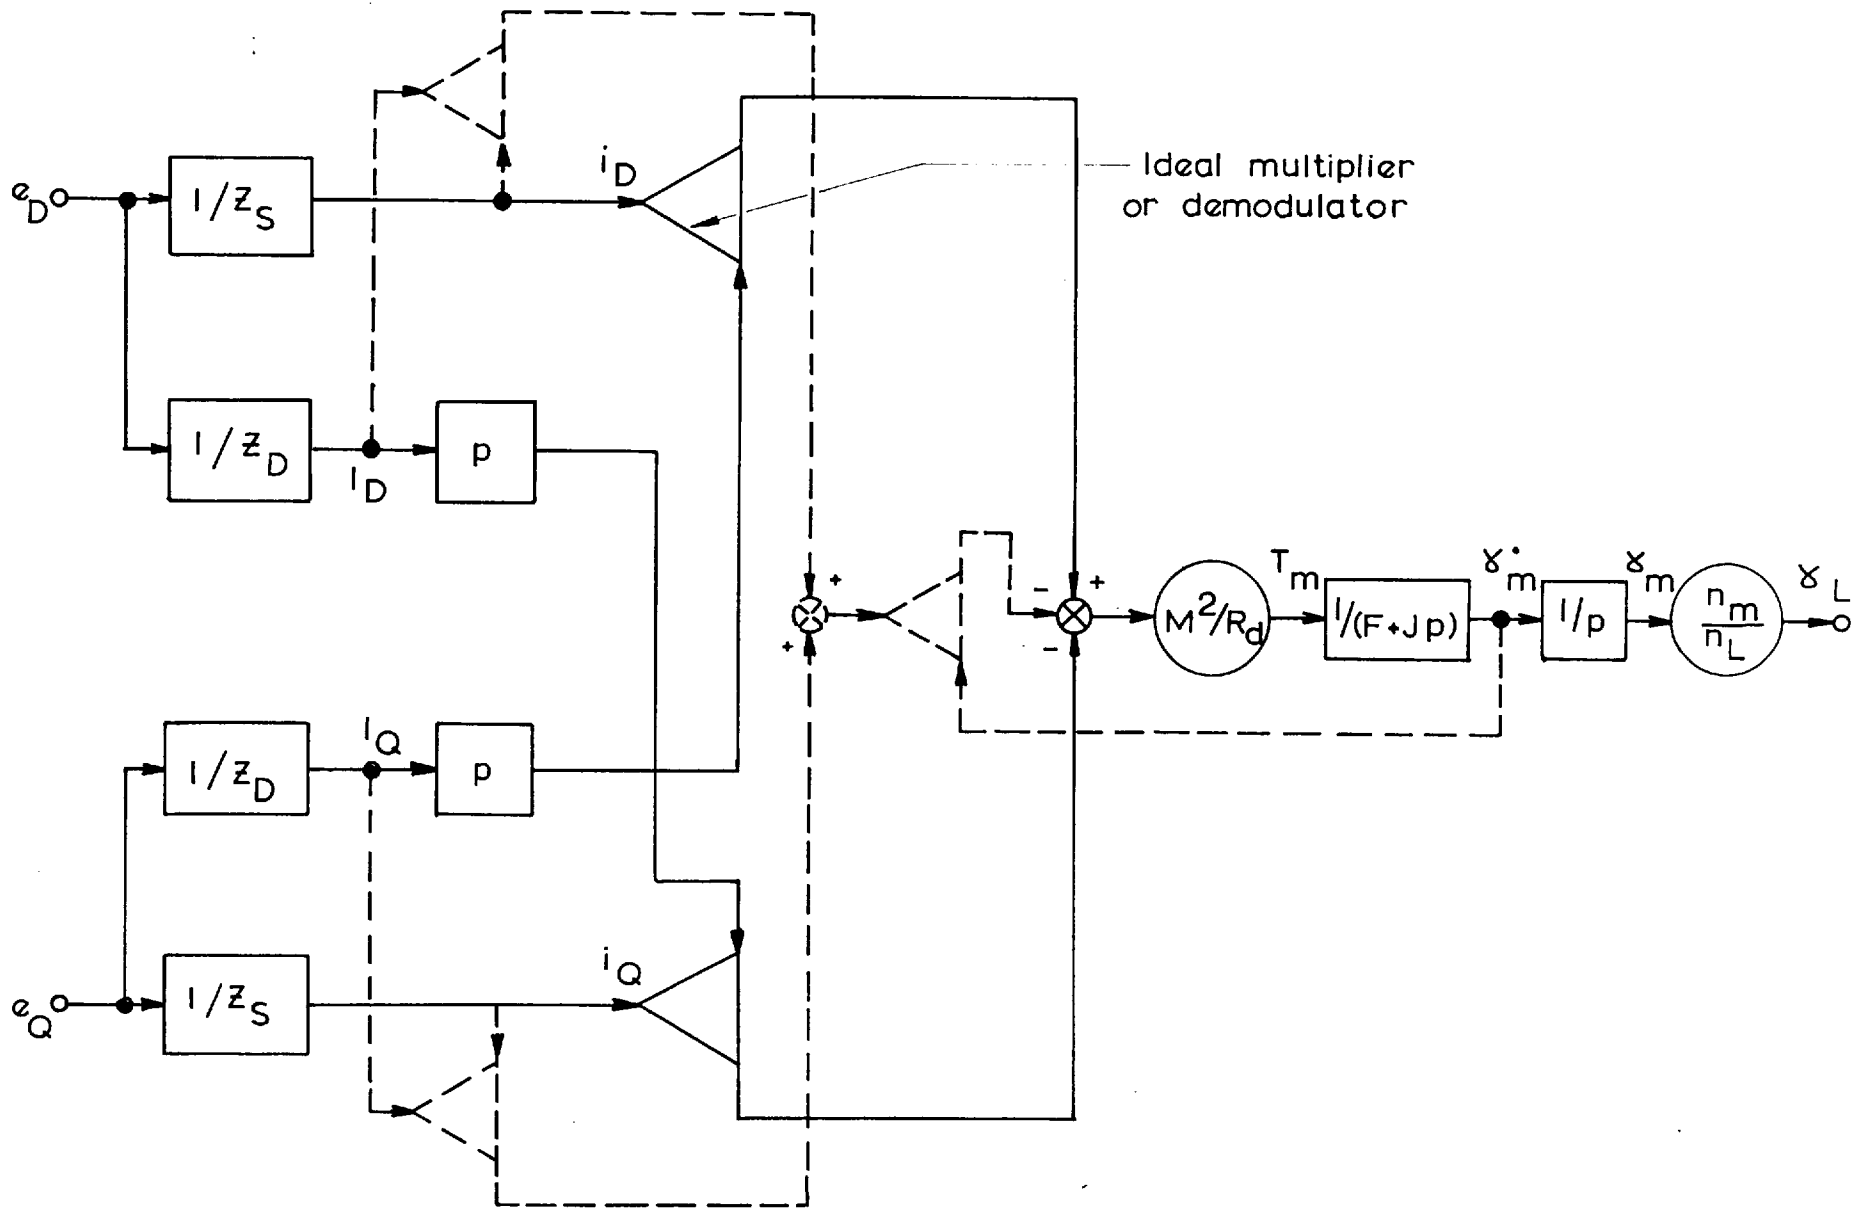 e_D
1/Z_S
i_D
Ideal multiplier
or demodulator
1/Z_D
I_D
p
+
+
-
+
-
M²/R_d
T_m
1/(F+Jp)
γ̇_m
1/p
γ_m
n_m
n_L
γ_L
1/Z_D
I_Q
p
e_Q
1/Z_S
i_Q